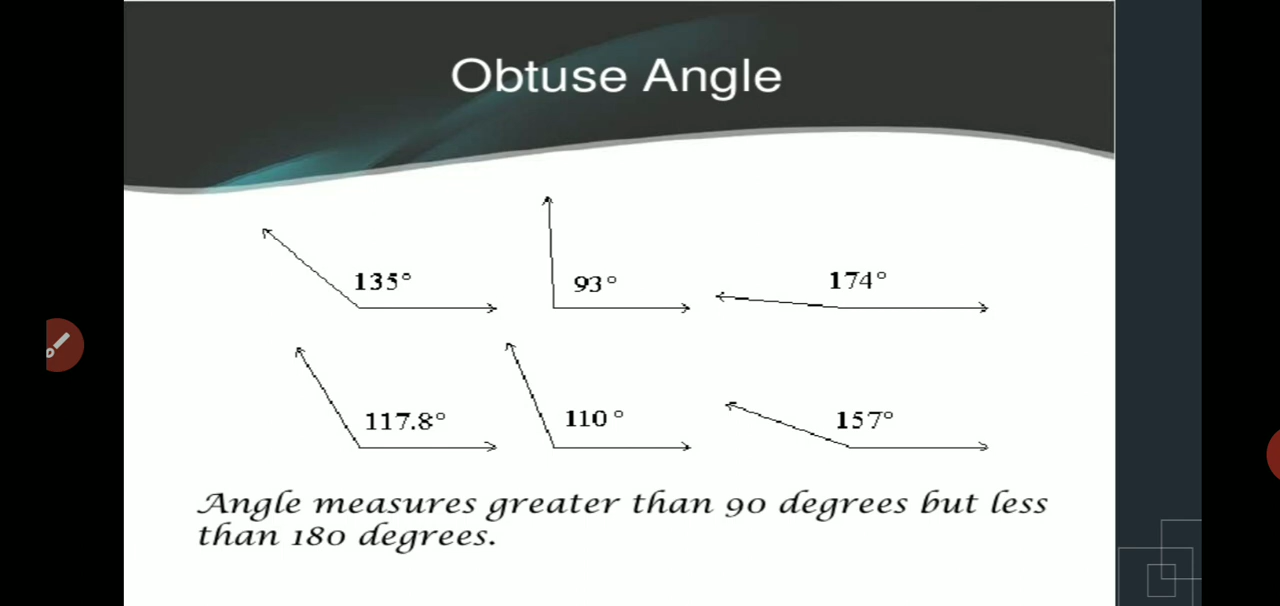 Obtuse Angle
135° 93° 174°
117.8° 110° 157°
Angle measures greater than 90 degrees but less
than 180 degrees.